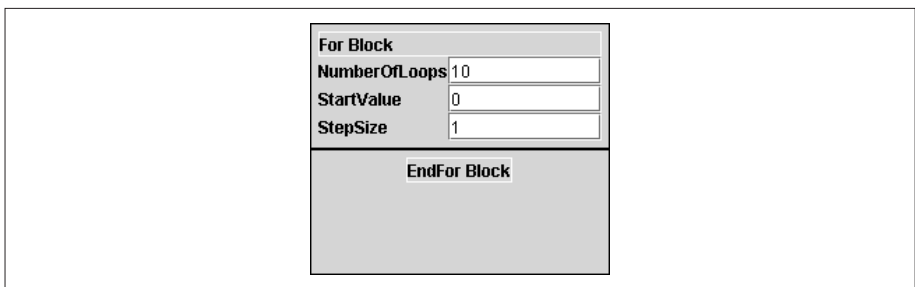 For Block
NumberOfLoops 10
StartValue 0
StepSize 1
EndFor Block